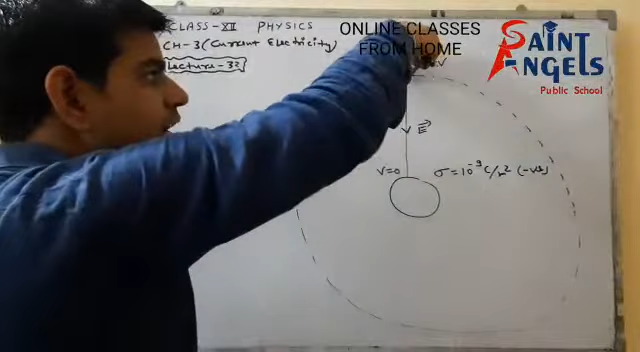 CLASS-XII PHYSICS
CH-3 (Current Electricity)
Lecture-32
ONLINE CLASSES
FROM HOME
SAINT
ANGELS
Public School
E
V=0
σ=10⁻⁹ C/m² (-ve)